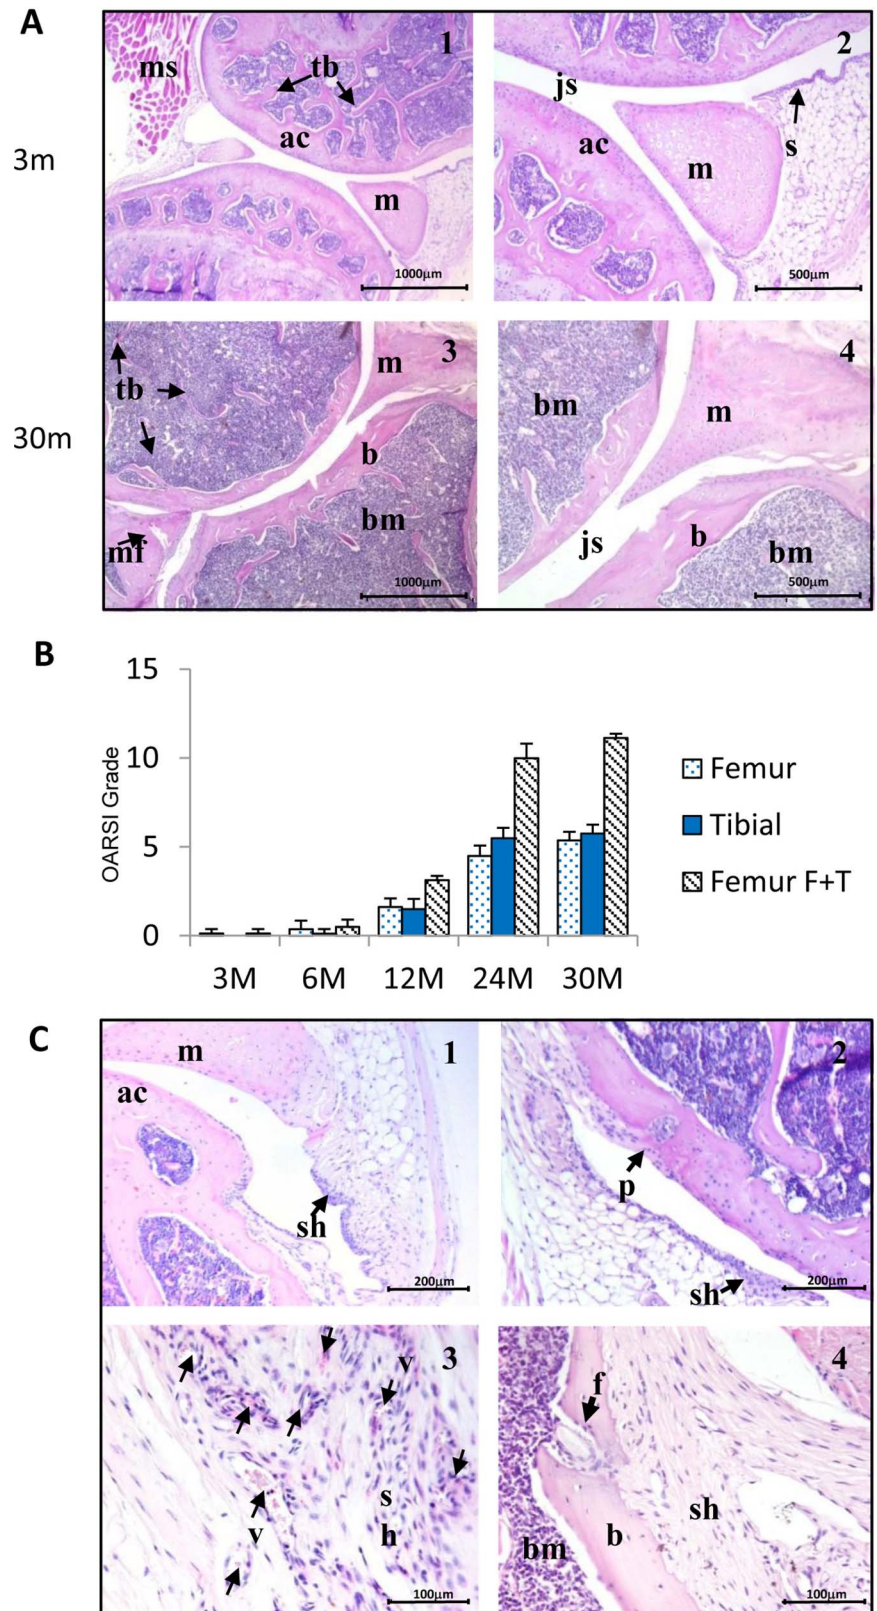 A
3m
ms
tb
1
ac
m
1000µm
2
js
ac
m
s
500µm
30m
3
m
tb
b
bm
mf
1000µm
4
bm
m
js
b
bm
500µm
B
OARSI Grade
15
10
5
0
3M 6M 12M 24M 30M
Femur
Tibial
Femur F+T
C
m
1
ac
sh
200µm
2
p
sh
200µm
3
v
s
h
v
100µm
4
f
sh
b
bm
100µm